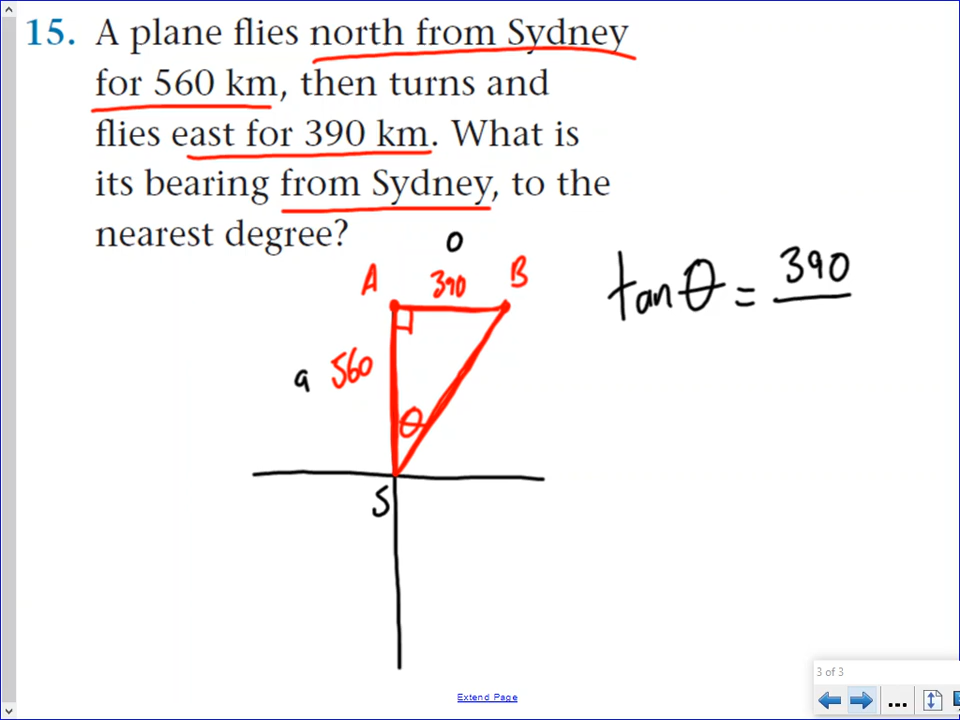 15. A plane flies north from Sydney
for 560 km, then turns and
flies east for 390 km. What is
its bearing from Sydney, to the
nearest degree?
o
A 390 B
tan θ = 390
a 560
θ
S
3 of 3
...
Extend Page